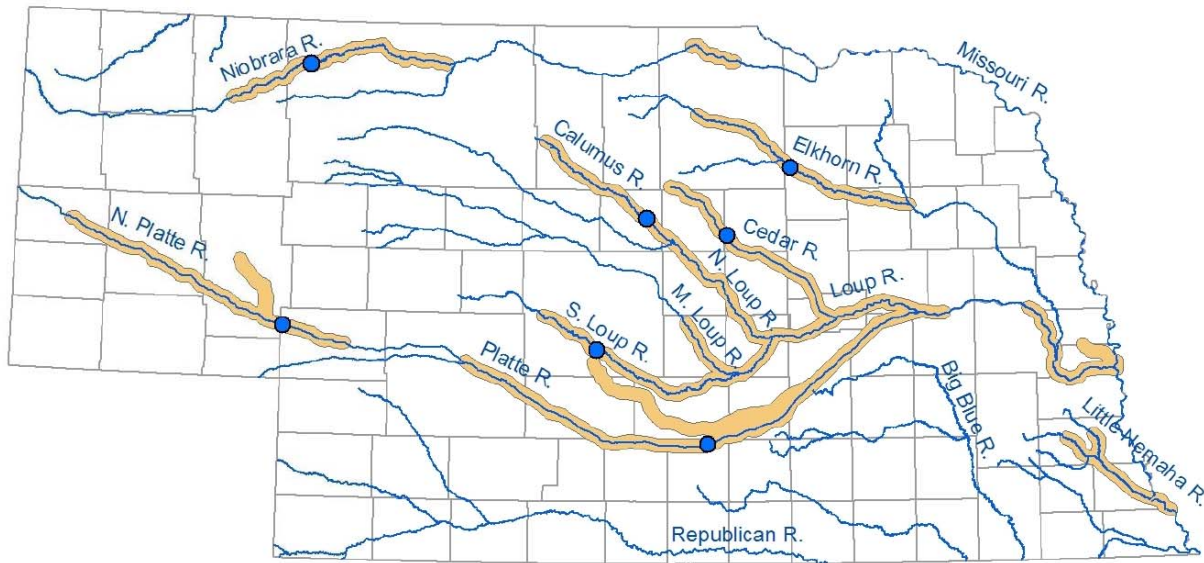 Niobrara R.
Missouri R.
Calumus R.
Elkhorn R.
N. Platte R.
Cedar R.
N. Loup R.
Loup R.
M. Loup R.
S. Loup R.
Platte R.
Big Blue R.
Little Nemaha R.
Republican R.